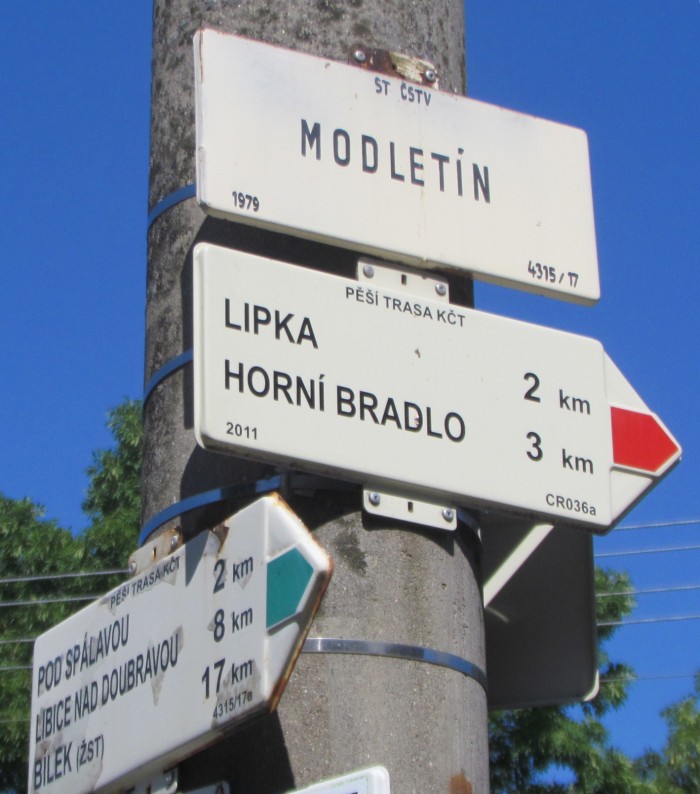 ST ČSTV
MODLETÍN
1979 4315/17
PĚŠÍ TRASA KČT
LIPKA 2 km
HORNÍ BRADLO 3 km
2011 CR036a
PĚŠÍ TRASA KČT
POD SPÁLAVOU 2 km
LIBICE NAD DOUBRAVOU 8 km
BÍLEK (ŽST) 17 km
4315/17e